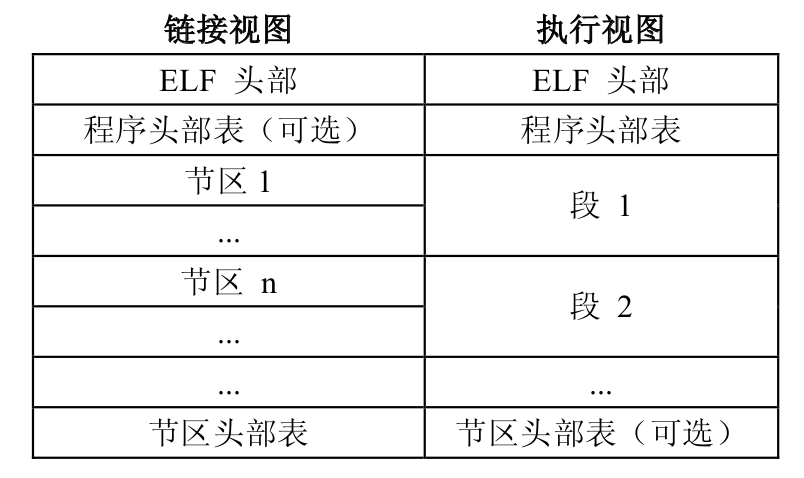 链接视图 执行视图
ELF 头部 ELF 头部
程序头部表（可选） 程序头部表
节区 1
段 1
...
节区 n
段 2
...
... ...
节区头部表 节区头部表（可选）